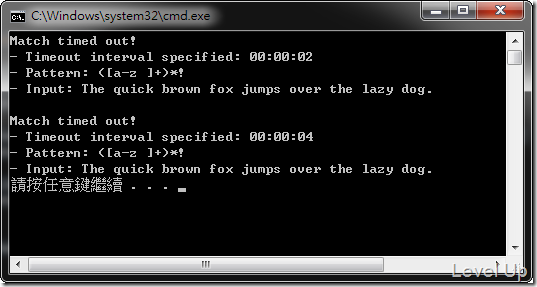 C:\Windows\system32\cmd.exe
Match timed out!
- Timeout interval specified: 00:00:02
- Pattern: ([a-z ]+)*!
- Input: The quick brown fox jumps over the lazy dog.
Match timed out!
- Timeout interval specified: 00:00:04
- Pattern: ([a-z ]+)*!
- Input: The quick brown fox jumps over the lazy dog.
請按任意鍵繼續 . . .
Level Up